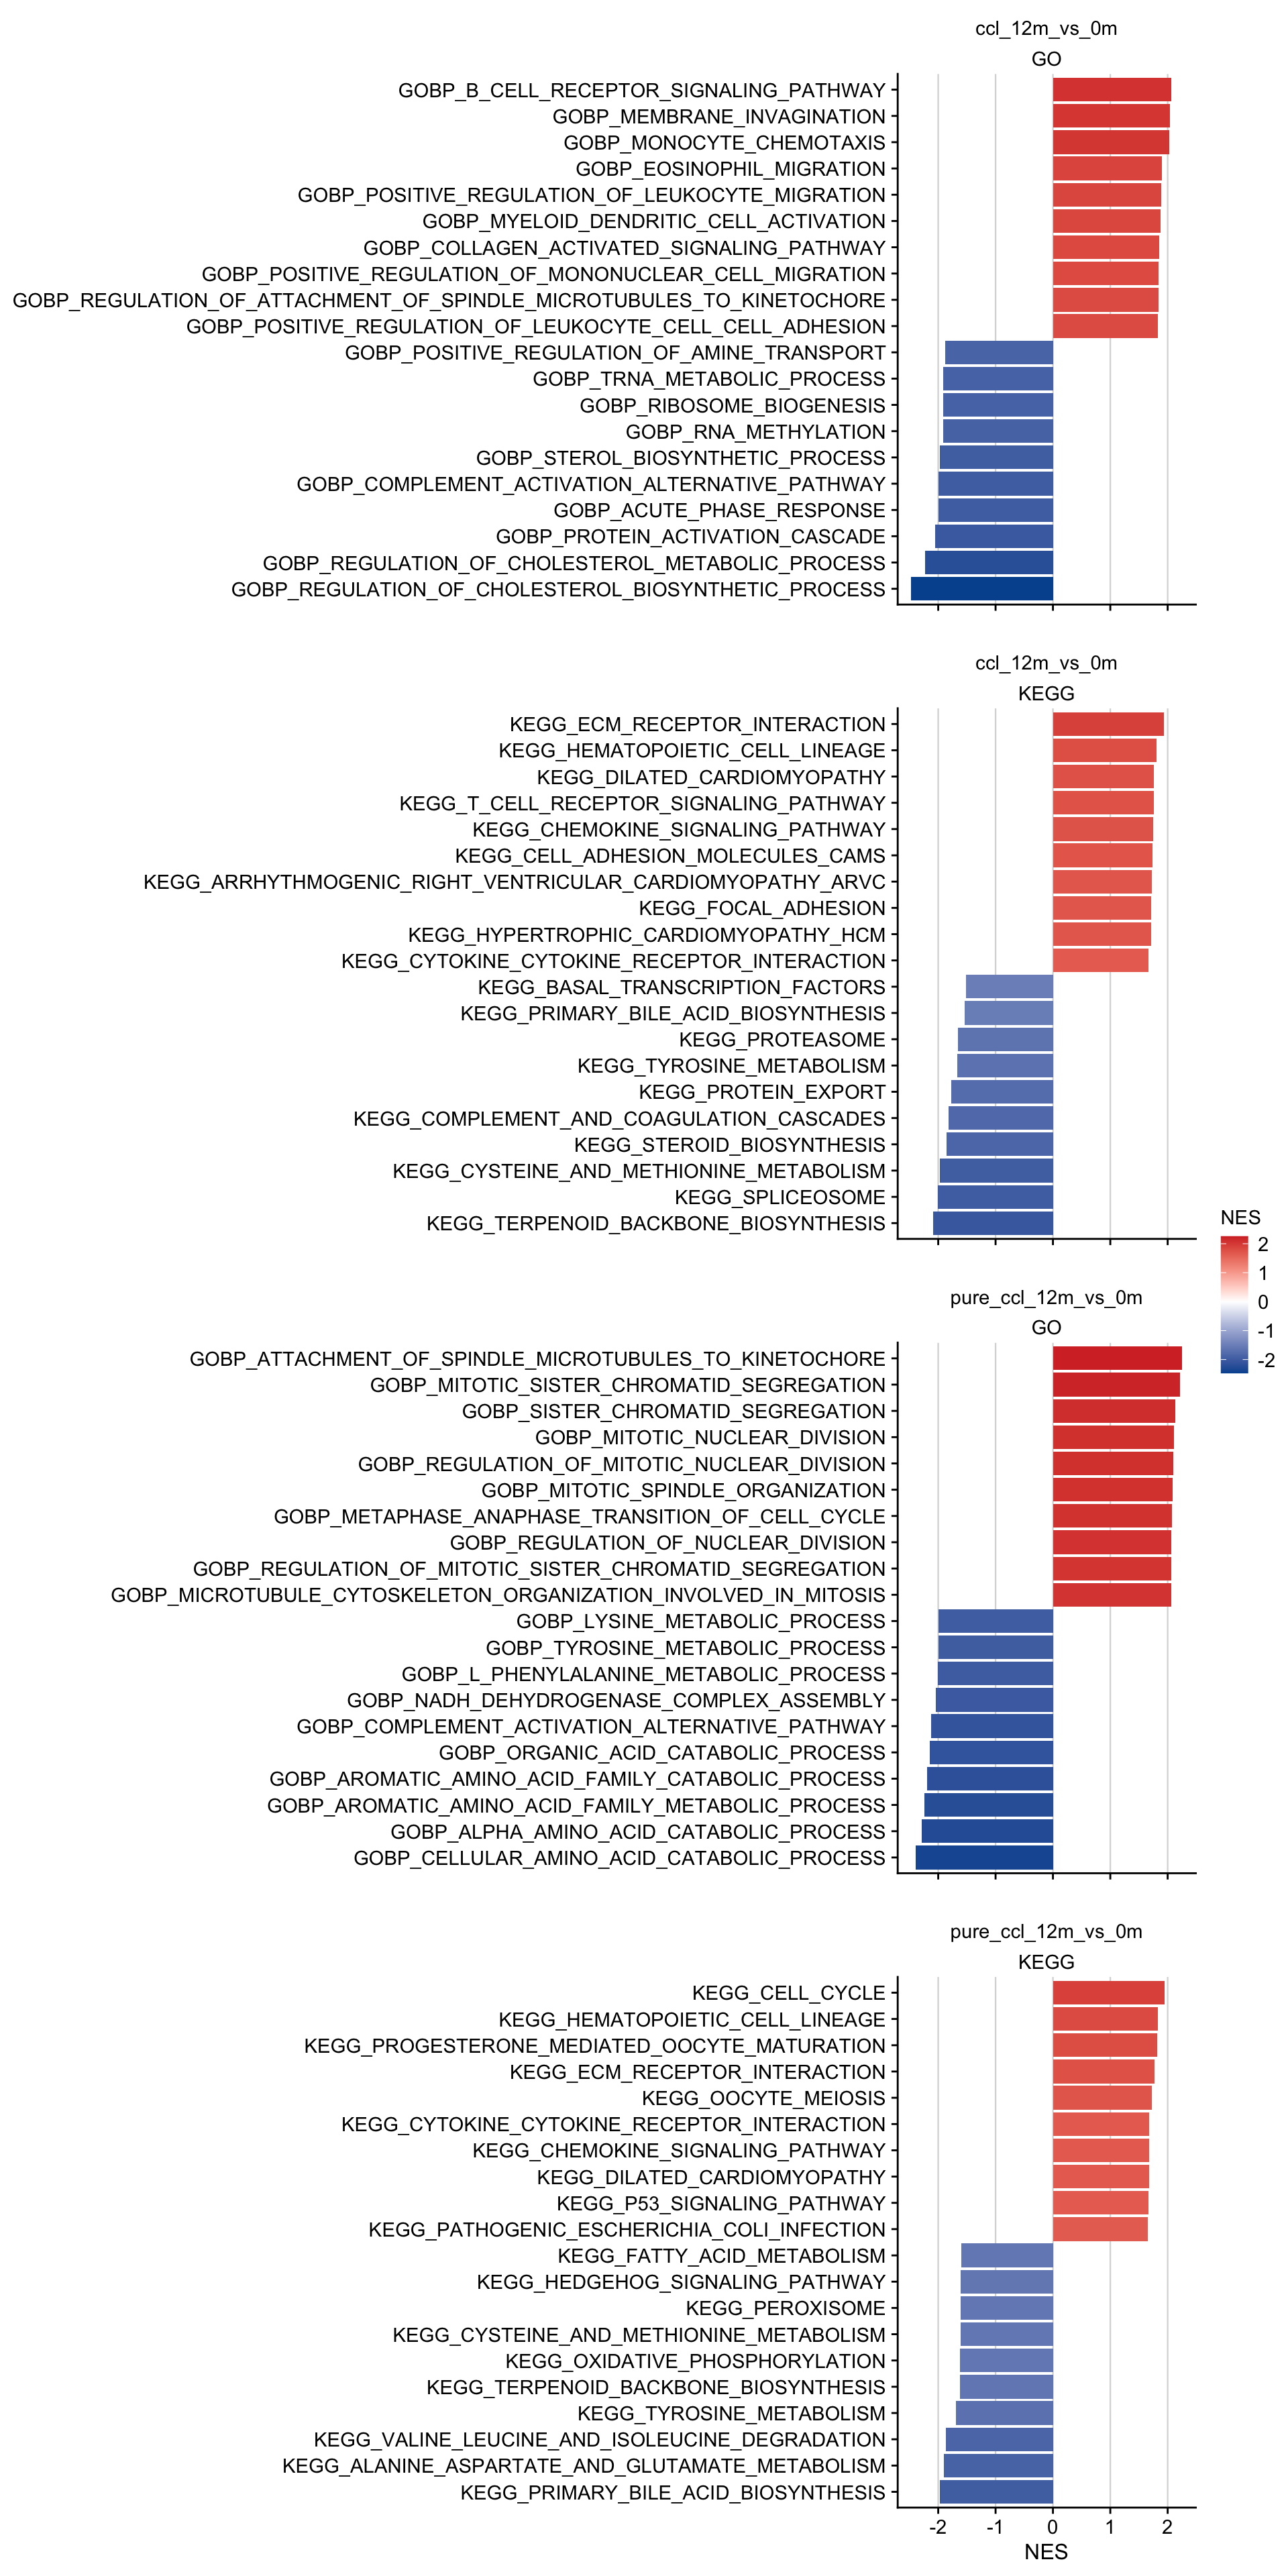 ccl_12m_vs_0m
GO
GOBP_B_CELL_RECEPTOR_SIGNALING_PATHWAY
GOBP_MEMBRANE_INVAGINATION
GOBP_MONOCYTE_CHEMOTAXIS
GOBP_EOSINOPHIL_MIGRATION
GOBP_POSITIVE_REGULATION_OF_LEUKOCYTE_MIGRATION
GOBP_MYELOID_DENDRITIC_CELL_ACTIVATION
GOBP_COLLAGEN_ACTIVATED_SIGNALING_PATHWAY
GOBP_POSITIVE_REGULATION_OF_MONONUCLEAR_CELL_MIGRATION
GOBP_REGULATION_OF_ATTACHMENT_OF_SPINDLE_MICROTUBULES_TO_KINETOCHORE
GOBP_POSITIVE_REGULATION_OF_LEUKOCYTE_CELL_CELL_ADHESION
GOBP_POSITIVE_REGULATION_OF_AMINE_TRANSPORT
GOBP_TRNA_METABOLIC_PROCESS
GOBP_RIBOSOME_BIOGENESIS
GOBP_RNA_METHYLATION
GOBP_STEROL_BIOSYNTHETIC_PROCESS
GOBP_COMPLEMENT_ACTIVATION_ALTERNATIVE_PATHWAY
GOBP_ACUTE_PHASE_RESPONSE
GOBP_PROTEIN_ACTIVATION_CASCADE
GOBP_REGULATION_OF_CHOLESTEROL_METABOLIC_PROCESS
GOBP_REGULATION_OF_CHOLESTEROL_BIOSYNTHETIC_PROCESS
ccl_12m_vs_0m
KEGG
KEGG_ECM_RECEPTOR_INTERACTION
KEGG_HEMATOPOIETIC_CELL_LINEAGE
KEGG_DILATED_CARDIOMYOPATHY
KEGG_T_CELL_RECEPTOR_SIGNALING_PATHWAY
KEGG_CHEMOKINE_SIGNALING_PATHWAY
KEGG_CELL_ADHESION_MOLECULES_CAMS
KEGG_ARRHYTHMOGENIC_RIGHT_VENTRICULAR_CARDIOMYOPATHY_ARVC
KEGG_FOCAL_ADHESION
KEGG_HYPERTROPHIC_CARDIOMYOPATHY_HCM
KEGG_CYTOKINE_CYTOKINE_RECEPTOR_INTERACTION
KEGG_BASAL_TRANSCRIPTION_FACTORS
KEGG_PRIMARY_BILE_ACID_BIOSYNTHESIS
KEGG_PROTEASOME
KEGG_TYROSINE_METABOLISM
KEGG_PROTEIN_EXPORT
KEGG_COMPLEMENT_AND_COAGULATION_CASCADES
KEGG_STEROID_BIOSYNTHESIS
KEGG_CYSTEINE_AND_METHIONINE_METABOLISM
KEGG_SPLICEOSOME
KEGG_TERPENOID_BACKBONE_BIOSYNTHESIS
NES
2
1
0
-1
-2
pure_ccl_12m_vs_0m
GO
GOBP_ATTACHMENT_OF_SPINDLE_MICROTUBULES_TO_KINETOCHORE
GOBP_MITOTIC_SISTER_CHROMATID_SEGREGATION
GOBP_SISTER_CHROMATID_SEGREGATION
GOBP_MITOTIC_NUCLEAR_DIVISION
GOBP_REGULATION_OF_MITOTIC_NUCLEAR_DIVISION
GOBP_MITOTIC_SPINDLE_ORGANIZATION
GOBP_METAPHASE_ANAPHASE_TRANSITION_OF_CELL_CYCLE
GOBP_REGULATION_OF_NUCLEAR_DIVISION
GOBP_REGULATION_OF_MITOTIC_SISTER_CHROMATID_SEGREGATION
GOBP_MICROTUBULE_CYTOSKELETON_ORGANIZATION_INVOLVED_IN_MITOSIS
GOBP_LYSINE_METABOLIC_PROCESS
GOBP_TYROSINE_METABOLIC_PROCESS
GOBP_L_PHENYLALANINE_METABOLIC_PROCESS
GOBP_NADH_DEHYDROGENASE_COMPLEX_ASSEMBLY
GOBP_COMPLEMENT_ACTIVATION_ALTERNATIVE_PATHWAY
GOBP_ORGANIC_ACID_CATABOLIC_PROCESS
GOBP_AROMATIC_AMINO_ACID_FAMILY_CATABOLIC_PROCESS
GOBP_AROMATIC_AMINO_ACID_FAMILY_METABOLIC_PROCESS
GOBP_ALPHA_AMINO_ACID_CATABOLIC_PROCESS
GOBP_CELLULAR_AMINO_ACID_CATABOLIC_PROCESS
pure_ccl_12m_vs_0m
KEGG
KEGG_CELL_CYCLE
KEGG_HEMATOPOIETIC_CELL_LINEAGE
KEGG_PROGESTERONE_MEDIATED_OOCYTE_MATURATION
KEGG_ECM_RECEPTOR_INTERACTION
KEGG_OOCYTE_MEIOSIS
KEGG_CYTOKINE_CYTOKINE_RECEPTOR_INTERACTION
KEGG_CHEMOKINE_SIGNALING_PATHWAY
KEGG_DILATED_CARDIOMYOPATHY
KEGG_P53_SIGNALING_PATHWAY
KEGG_PATHOGENIC_ESCHERICHIA_COLI_INFECTION
KEGG_FATTY_ACID_METABOLISM
KEGG_HEDGEHOG_SIGNALING_PATHWAY
KEGG_PEROXISOME
KEGG_CYSTEINE_AND_METHIONINE_METABOLISM
KEGG_OXIDATIVE_PHOSPHORYLATION
KEGG_TERPENOID_BACKBONE_BIOSYNTHESIS
KEGG_TYROSINE_METABOLISM
KEGG_VALINE_LEUCINE_AND_ISOLEUCINE_DEGRADATION
KEGG_ALANINE_ASPARTATE_AND_GLUTAMATE_METABOLISM
KEGG_PRIMARY_BILE_ACID_BIOSYNTHESIS
-2 -1 0 1 2
NES